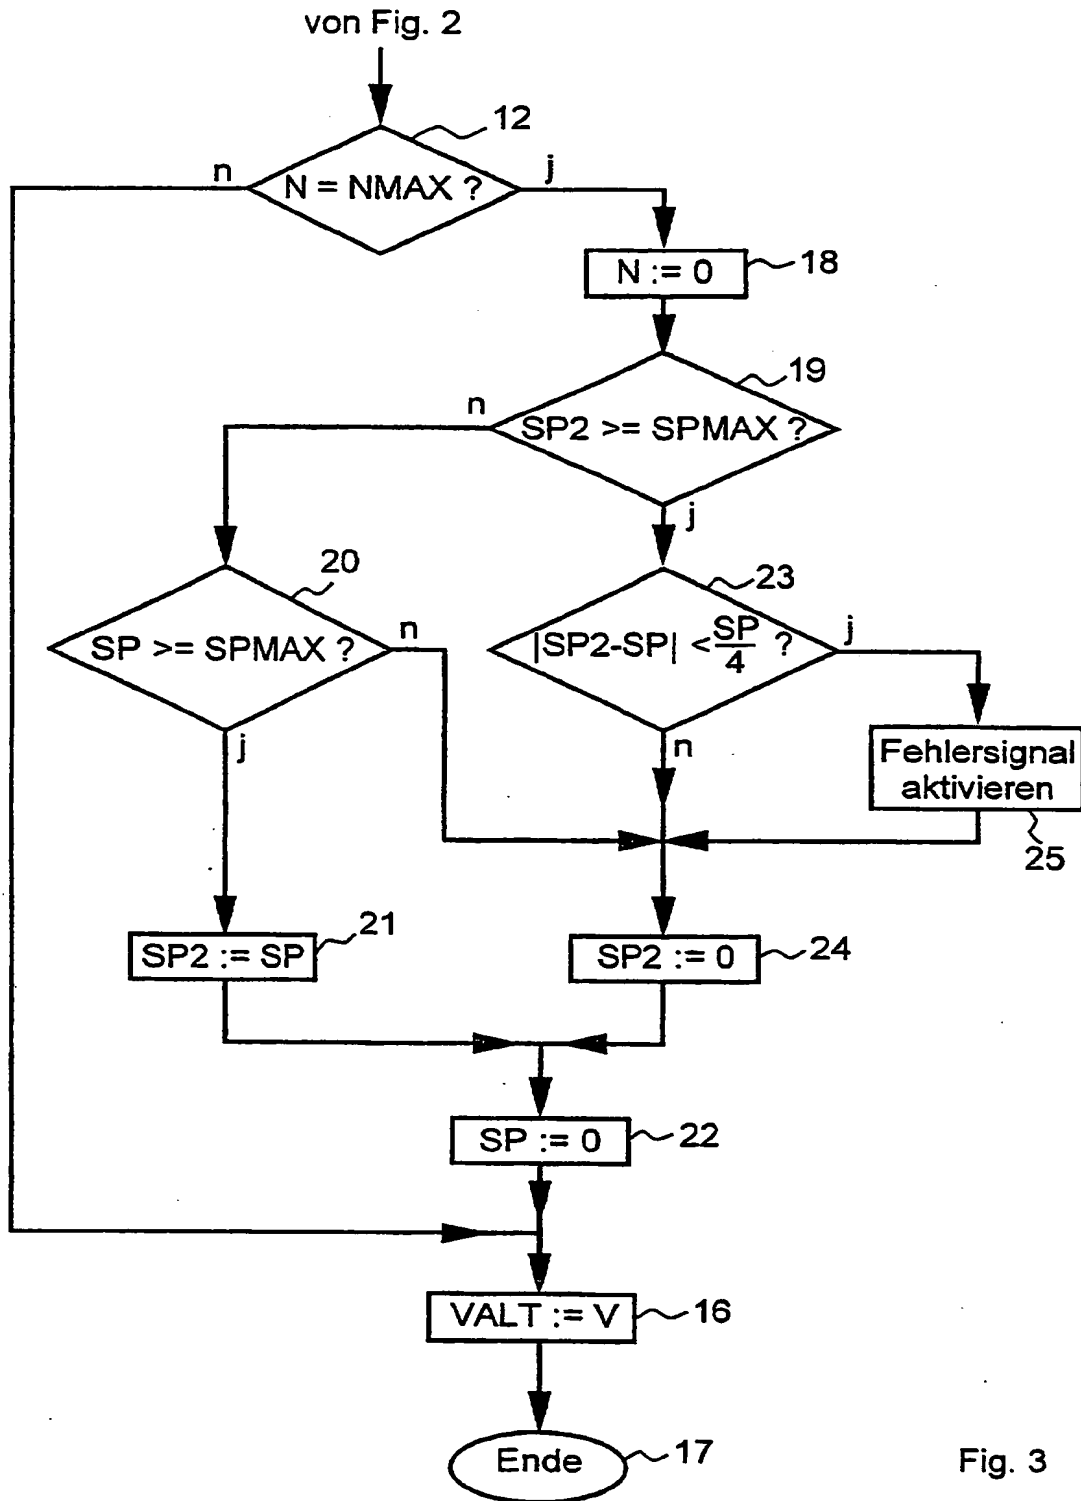 von Fig. 2
12
n
j
N = NMAX ?
N := 0
18
19
n
SP2 >= SPMAX ?
j
20
23
SP >= SPMAX ?
n
|SP2-SP| < SP/4 ?
j
j
n
Fehlersignal
aktivieren
25
21
SP2 := SP
SP2 := 0
24
SP := 0
22
VALT := V
16
Ende
17
Fig. 3